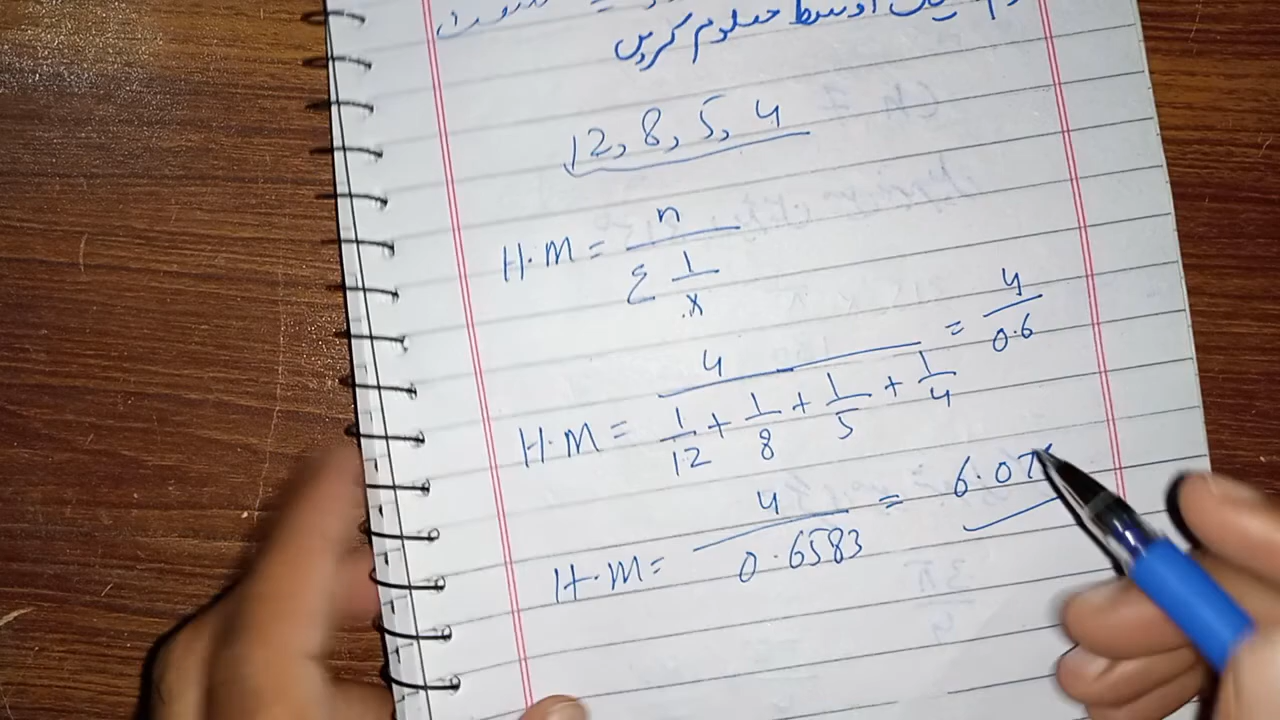 اوسط معلوم کریں
12, 8, 5, 4
H.M = n / Σ 1/x
H.M = 4 / (1/12 + 1/8 + 1/5 + 1/4) = 4 / 0.6
H.M = 4 / 0.6583 = 6.07